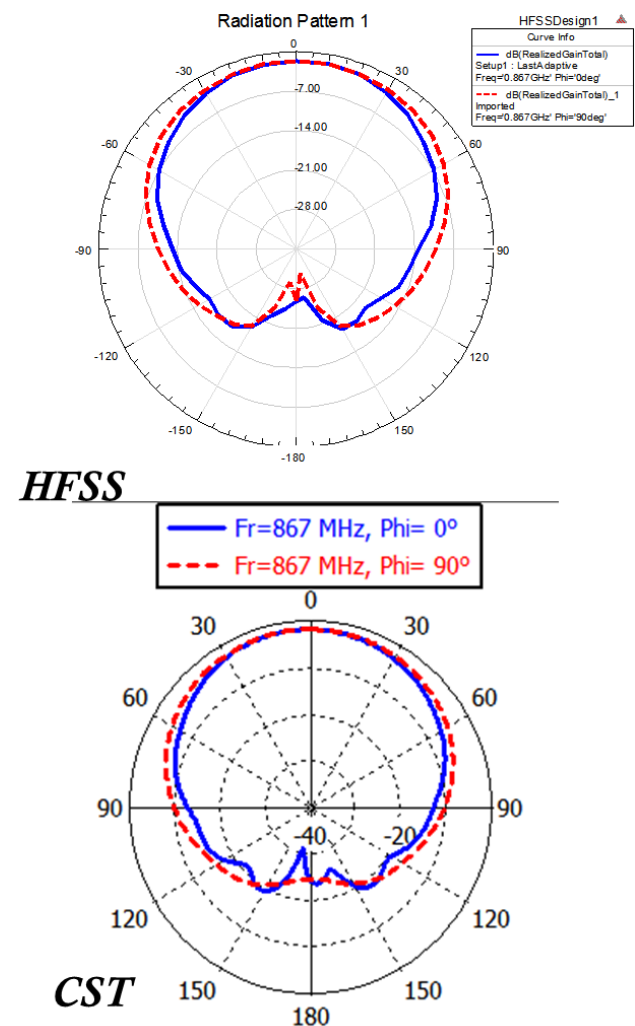 Radiation Pattern 1
HFSSDesign1
Curve Info
dB(RealizedGainTotal)
Setup1 : LastAdaptive
Freq='0.867GHz' Phi='0deg'
dB(RealizedGainTotal)_1
Imported
Freq='0.867GHz' Phi='90deg'
0
-30
30
-7.00
-60
-14.00
60
-21.00
-28.00
-90
90
-120
120
-150
150
-180
HFSS
Fr=867 MHz, Phi= 0º
Fr=867 MHz, Phi= 90º
0
30
30
60
60
90
90
-40
-20
120
120
CST
150
150
180